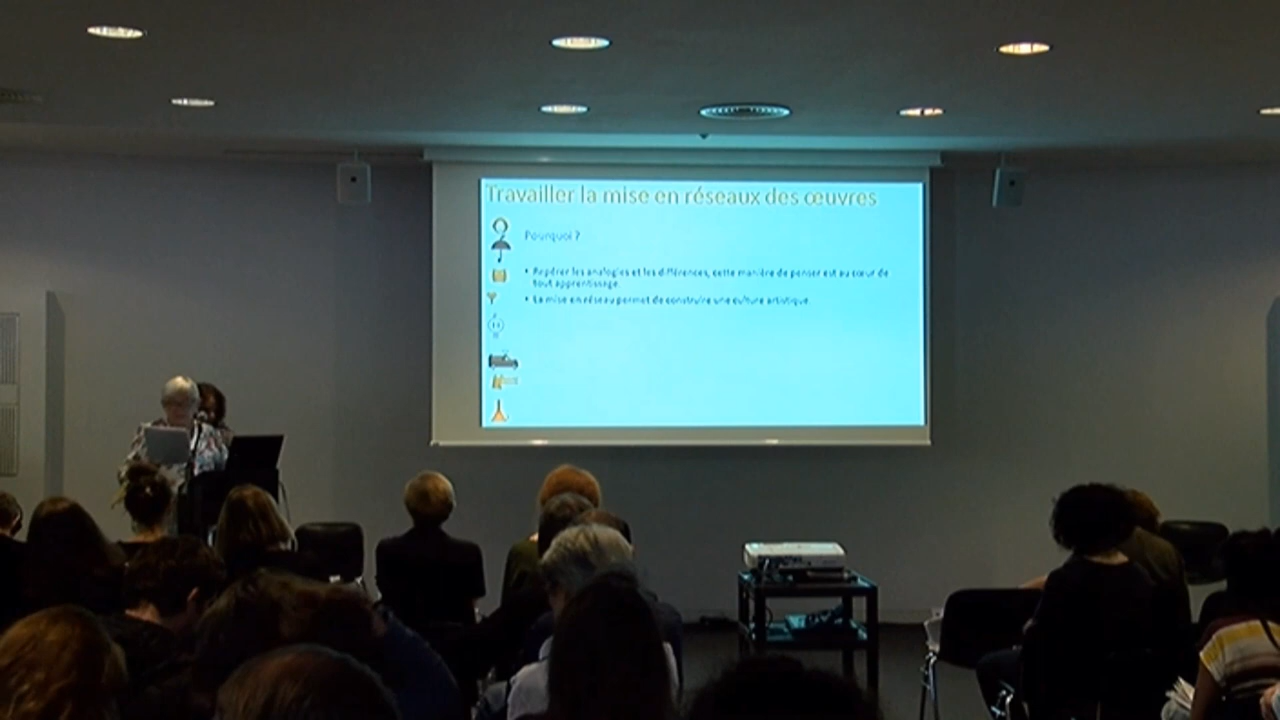 Travailler la mise en réseaux des œuvres
Pourquoi ?
• Repérer les analogies et les différences, cette manière de penser est au cœur de
tout apprentissage.
• La mise en réseau permet de construire une culture artistique.